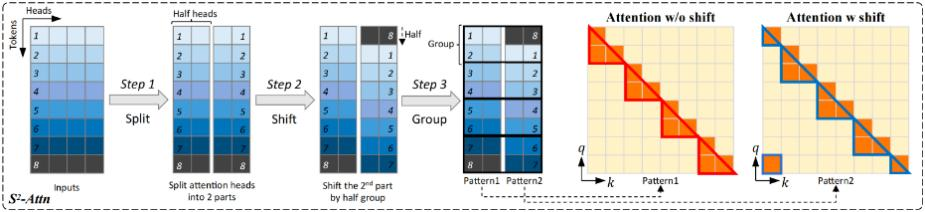 Heads
Tokens
1
2
3
4
5
6
7
8
Inputs
S²-Attn
Step 1
Split
Half heads
1 1
2 2
3 3
4 4
5 5
6 6
7 7
8 8
Split attention heads
into 2 parts
Step 2
Shift
1 8
2 1
3 2
4 3
5 4
6 5
7 6
8 7
Half
Shift the 2nd part
by half group
Step 3
Group
Group
1 8
2 1
3 2
4 3
5 4
6 5
7 6
8 7
Pattern1 Pattern2
Attention w/o shift
q
k
Pattern1
Attention w shift
q
k
Pattern2